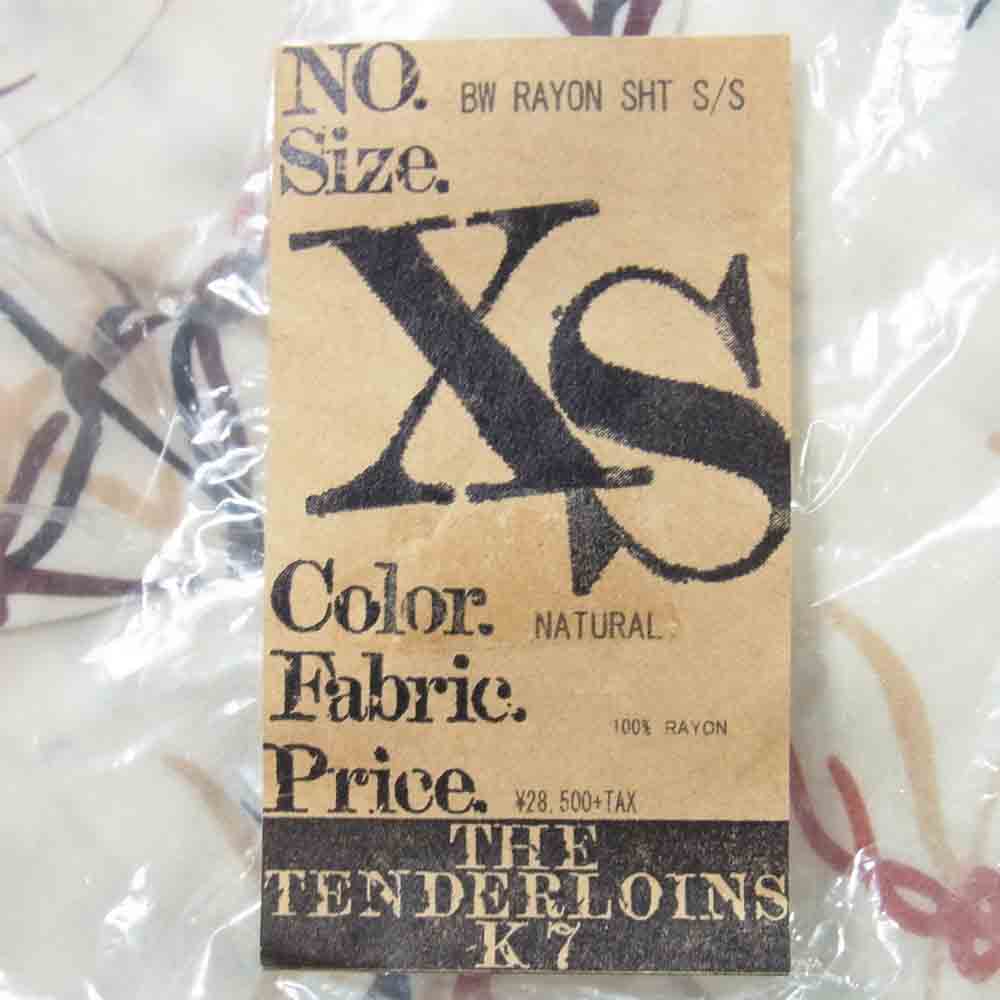 NO. BW RAYON SHT S/S
Size.
XS
Color. NATURAL
Fabric. 100% RAYON
Price. ¥28,500+TAX
THE
TENDERLOINS
K7